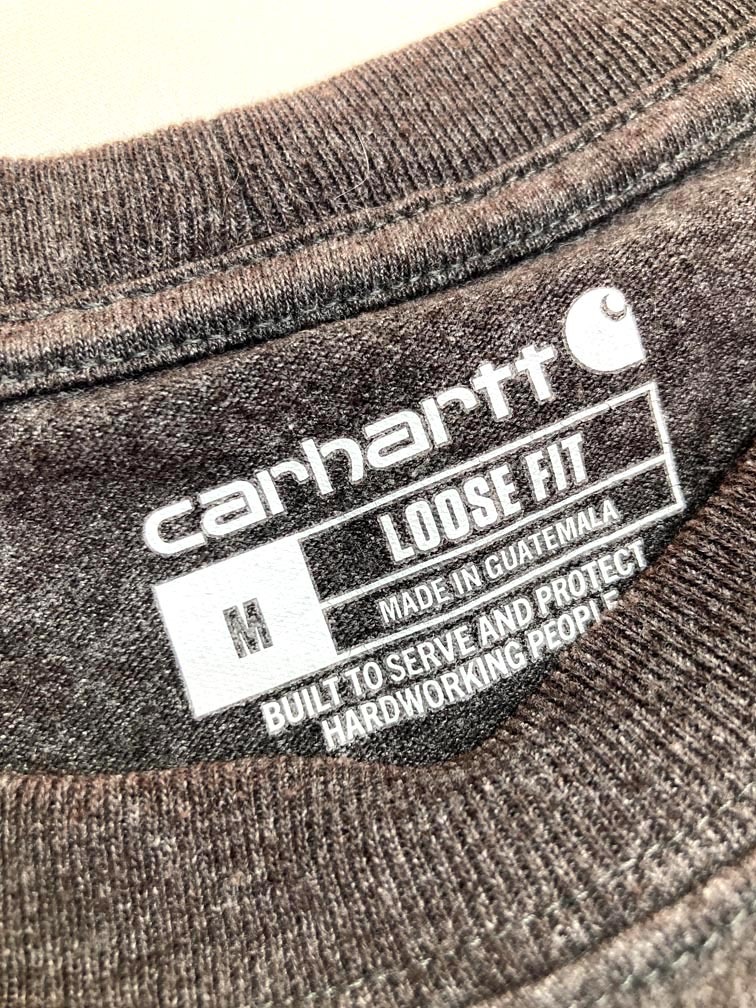 carhartt
LOOSE FIT
M
MADE IN GUATEMALA
BUILT TO SERVE AND PROTECT
HARDWORKING PEOPLE